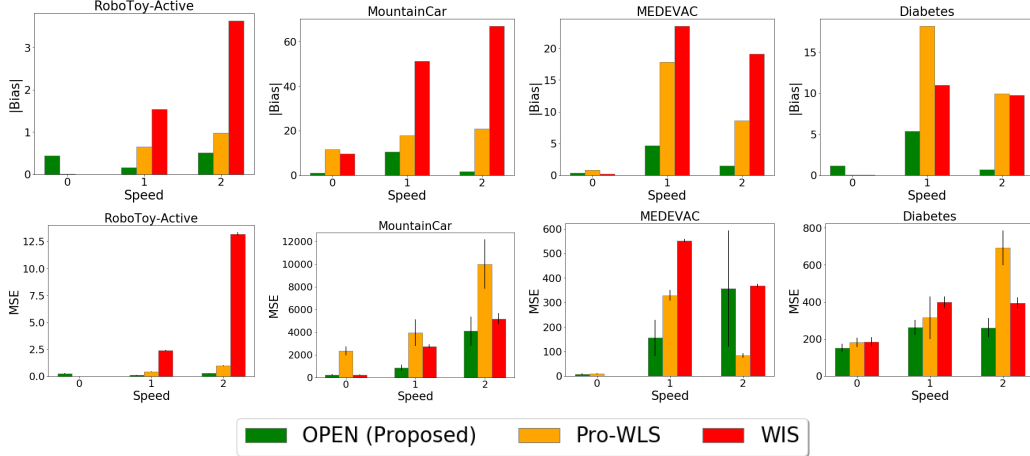 RoboToy-Active
MountainCar
MEDEVAC
Diabetes
|Bias|
3
2
1
0
0 1 2
Speed
|Bias|
60
40
20
0
0 1 2
Speed
|Bias|
20
15
10
5
0
0 1 2
Speed
|Bias|
15
10
5
0
0 1 2
Speed
RoboToy-Active
MountainCar
MEDEVAC
Diabetes
MSE
12.5
10.0
7.5
5.0
2.5
0.0
0 1 2
Speed
MSE
12000
10000
8000
6000
4000
2000
0
0 1 2
Speed
MSE
600
500
400
300
200
100
0
0 1 2
Speed
MSE
800
600
400
200
0
0 1 2
Speed
OPEN (Proposed) Pro-WLS WIS